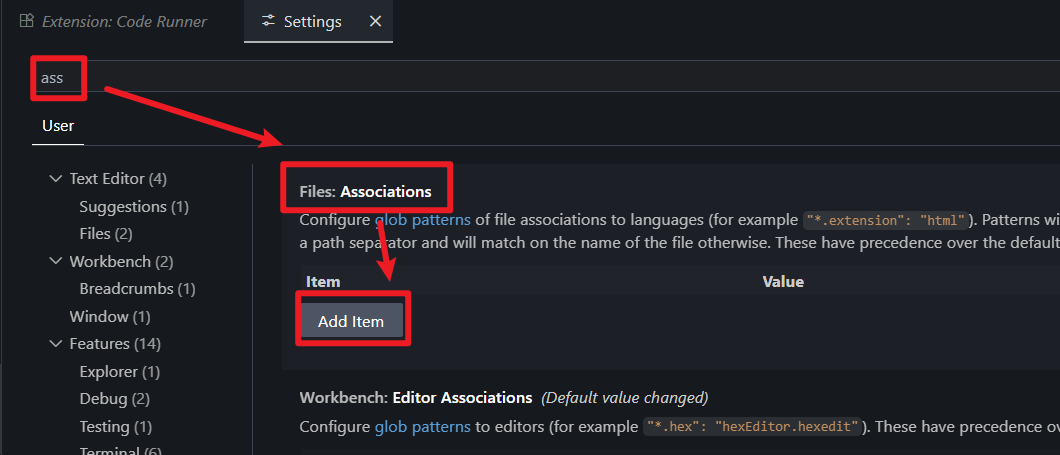 Extension: Code Runner
Settings
ass
User
Text Editor (4)
Suggestions (1)
Files (2)
Workbench (2)
Breadcrumbs (1)
Window (1)
Features (14)
Explorer (1)
Debug (2)
Testing (1)
Terminal (6)
Files: Associations
Configure glob patterns of file associations to languages (for example "*.extension": "html"). Patterns wi
a path separator and will match on the name of the file otherwise. These have precedence over the default
Item Value
Add Item
Workbench: Editor Associations (Default value changed)
Configure glob patterns to editors (for example "*.hex": "hexEditor.hexedit"). These have precedence ov